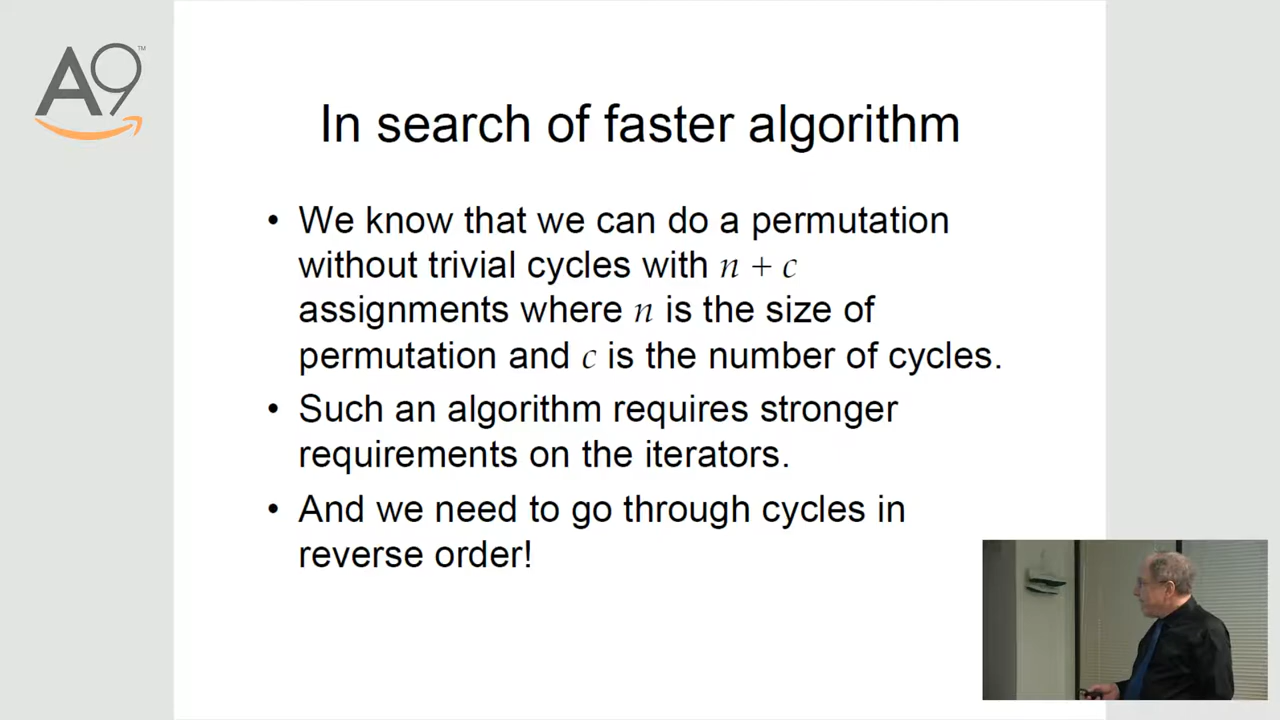 A9™
In search of faster algorithm
• We know that we can do a permutation
without trivial cycles with n + c
assignments where n is the size of
permutation and c is the number of cycles.
• Such an algorithm requires stronger
requirements on the iterators.
• And we need to go through cycles in
reverse order!